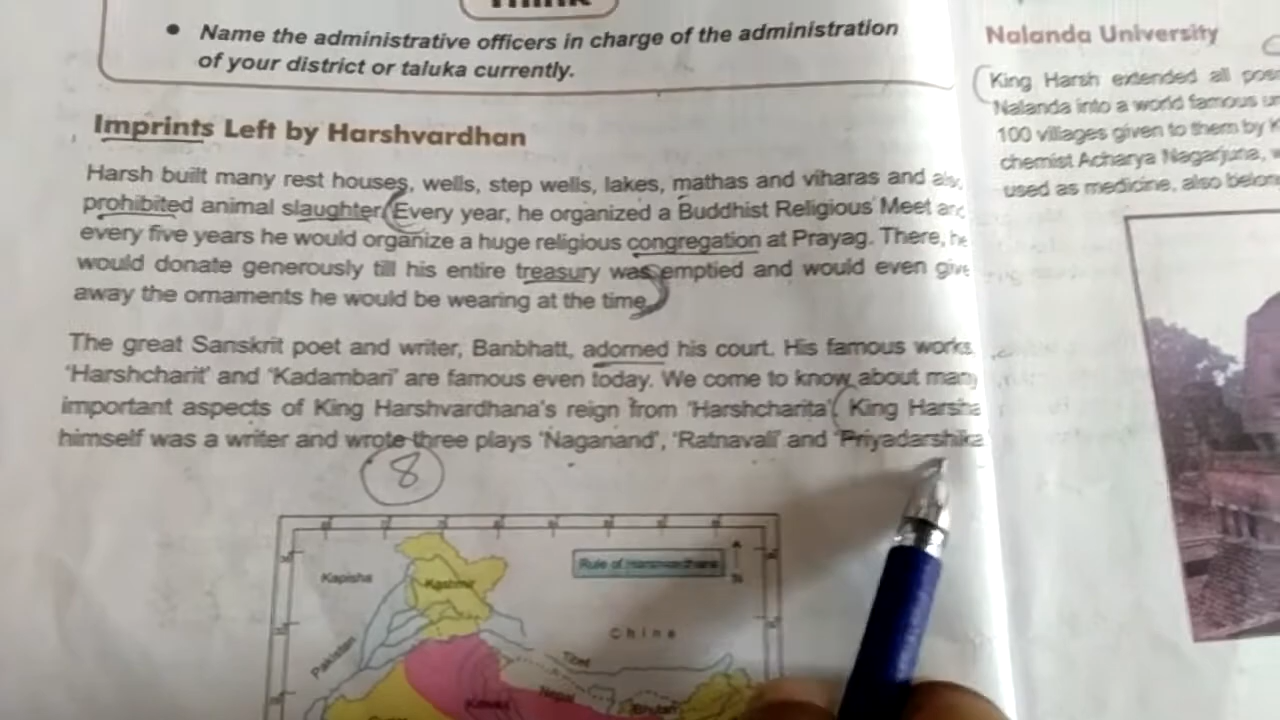 Think
• Name the administrative officers in charge of the administration
of your district or taluka currently.
Imprints Left by Harshvardhan
Harsh built many rest houses, wells, step wells, lakes, mathas and viharas and
prohibited animal slaughter. Every year, he organized a Buddhist Religious Meet and
every five years he would organize a huge religious congregation at Prayag. There, he
would donate generously till his entire treasury was emptied and would even give
away the ornaments he would be wearing at the time.
The great Sanskrit poet and writer, Banbhatt, adorned his court. His famous works
'Harshcharit' and 'Kadambari' are famous even today. We come to know about many
important aspects of King Harshvardhana's reign from 'Harshcharita'. King Harsha
himself was a writer and wrote three plays 'Naganand', 'Ratnavali' and 'Priyadarshika
8
Rule of Harshvardhana
Kapisha
Kashmir
China
Pakistan
Tibet
Nepal
Bhutan
Nalanda University
King Harsh extended all
Nalanda into a world famous
100 villages given to them by
chemist Acharya Nagarjuna,
used as medicine, also